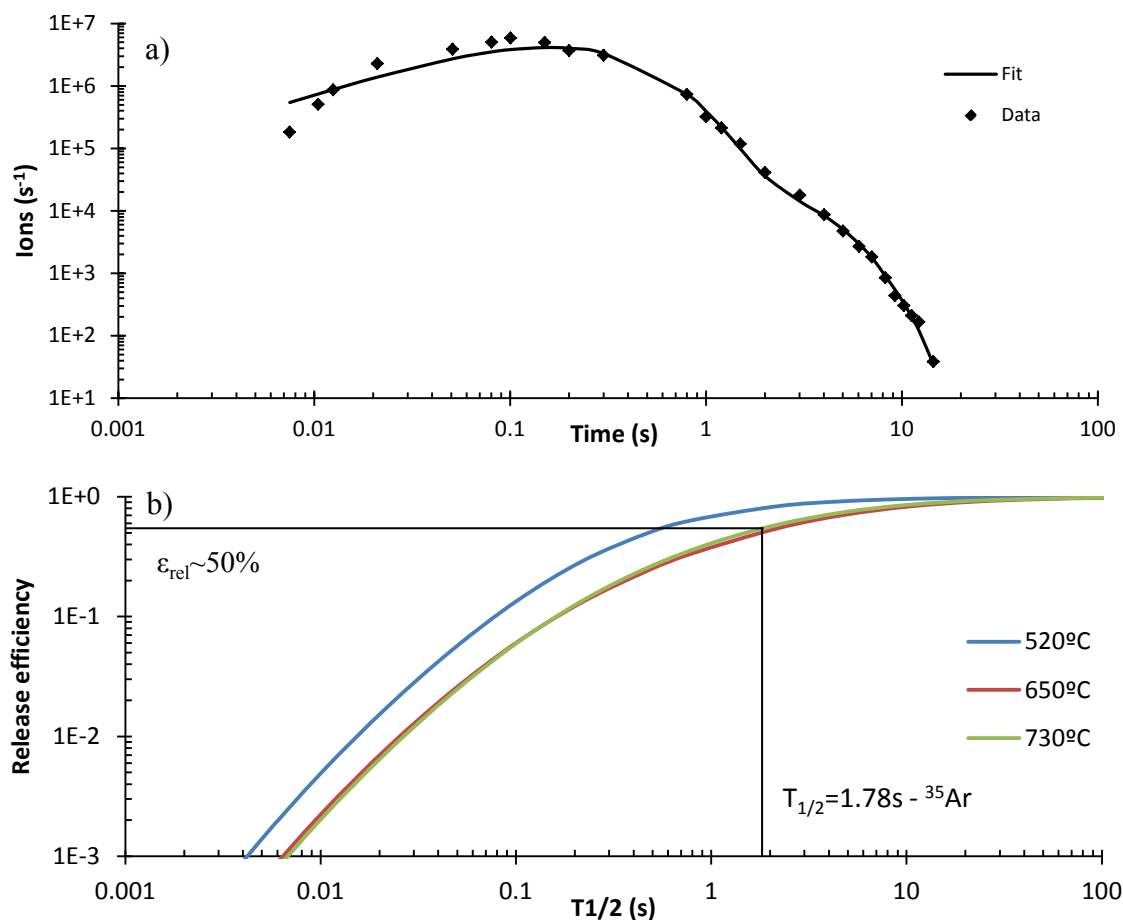 a)
1E+7
1E+6
1E+5
1E+4
1E+3
1E+2
1E+1
Ions (s⁻¹)
Fit
Data
0.001 0.01 0.1 1 10 100
Time (s)
b)
1E+0
1E-1
1E-2
1E-3
Release efficiency
εrel~50%
520ºC
650ºC
730ºC
T1/2=1.78s - ³⁵Ar
0.001 0.01 0.1 1 10 100
T1/2 (s)